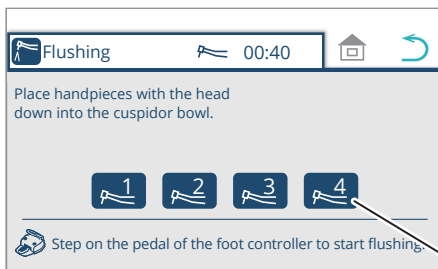 Flushing 00:40
Place handpieces with the head
down into the cuspidor bowl.
1 2 3 4
Step on the pedal of the foot controller to start flushing.